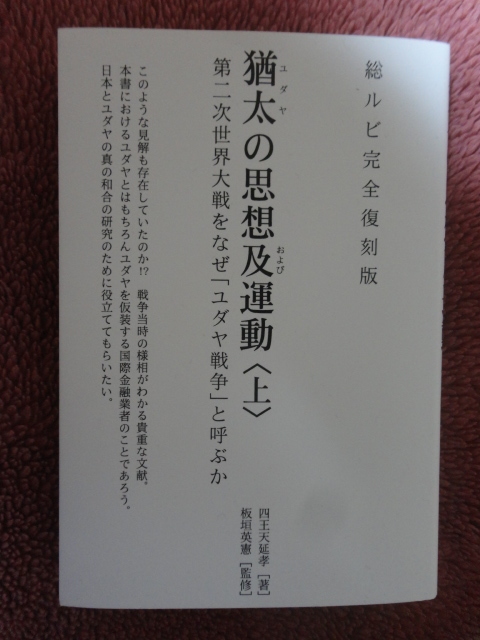 総ルビ完全復刻版
猶太の思想及運動〈上〉
ユダヤ
および
第二次世界大戦をなぜ「ユダヤ戦争」と呼ぶか
四王天延孝［著］
板垣英憲［監修］
このような見解も存在していたのか!? 戦争当時の様相がわかる貴重な文献。
本書におけるユダヤとはもちろんユダヤを仮装する国際金融業者のことであろう。
日本とユダヤの真の和合の研究のために役立ててもらいたい。